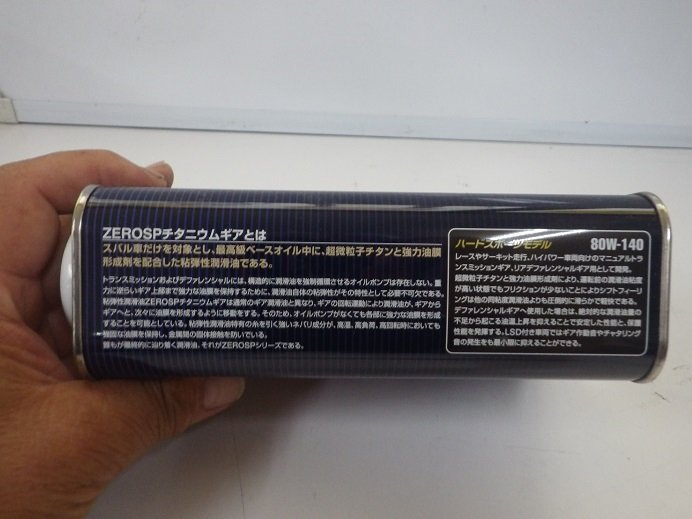 ZEROSPチタニウムギアとは
スバル車だけを対象とし、最高級ベースオイル中に、超微粒子チタンと強力油膜
形成剤を配合した粘弾性潤滑油である。
トランスミッションおよびデファレンシャルには、構造的に潤滑油を強制循環させるオイルポンプは存在しない。重
力に逆らいギア上部まで強力な油膜を保持するために、潤滑油自体の粘弾性がその特性として必要不可欠である。
粘弾性潤滑油ZEROSPチタニウムギアは通常のギア潤滑油と異なり、ギアの回転運動により潤滑油が、ギアから
ギアへと、次々に油膜を形成するように移動をする。そのため、オイルポンプがなくても各部に強力な油膜を形成
することを可能としている。粘弾性潤滑油特有の糸を引く強いネバリ成分が、高温、高負荷、高回転時においても
強固な油膜を保持し、金属間の固体接触を防いでいる。
誰もが最終的に辿り着く潤滑油、それがZEROSPシリーズである。
ハードスポーツモデル 80W-140
レースやサーキット走行、ハイパワー車両向けのマニュアルトラ
ンスミッションギア、リアデファレンシャルギア用として開発。
超微粒子チタンと強力油膜形成剤により、運転前の潤滑油粘度
が高い状態でもフリクションが少ないことによりシフトフィーリ
ングは他の同粘度潤滑油よりも圧倒的に滑らかで軽快である。
デファレンシャルギアへ使用した場合は、絶対的な潤滑油量
の不足から起こる油温上昇を抑えることで安定した性能と、保護
性能を発揮する。LSD付き車両ではギア作動音やチャタリング
音の発生をも最小限に抑えることができる。